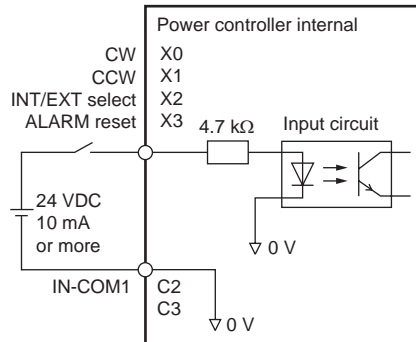 Power controller internal
CW X0
CCW X1
INT/EXT select X2
ALARM reset X3
4.7 kΩ
Input circuit
24 VDC
10 mA
or more
0 V
IN-COM1 C2
C3
0 V